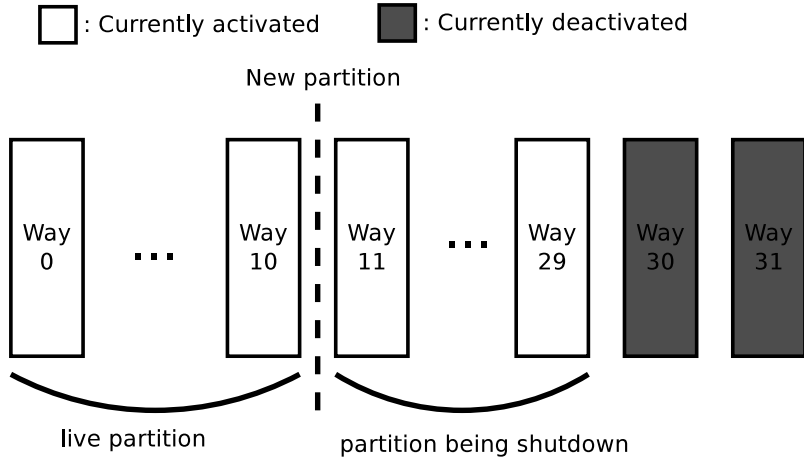 : Currently activated
: Currently deactivated
New partition
Way 0
...
Way 10
Way 11
...
Way 29
Way 30
Way 31
live partition
partition being shutdown